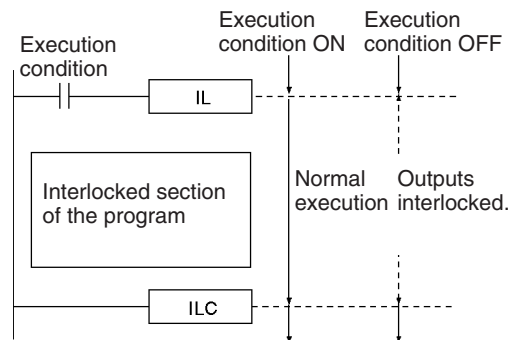 Execution
condition
Execution
condition ON
Execution
condition OFF
IL
Interlocked section
of the program
Normal
execution
Outputs
interlocked.
ILC